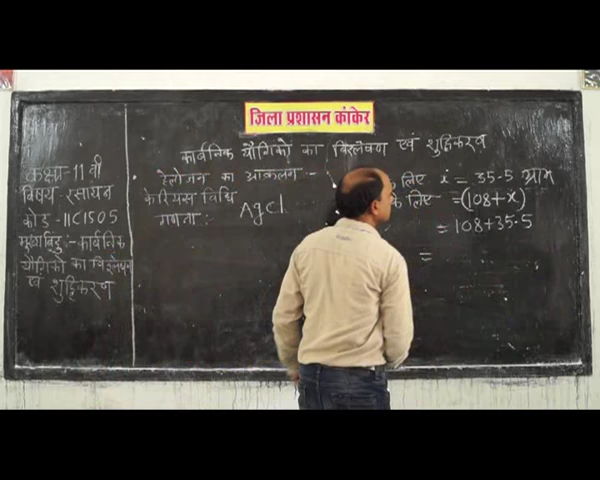 जिला प्रशासन कांकेर
कार्बनिक यौगिकों का विश्लेषण एवं शुद्धिकरण
कक्षा-11 वी
विषय-रसायन
कोड-11C1505
मुख्य बिंदु:-कार्बनिक
यौगिकों का विश्लेषण
एवं शुद्धिकरण
हेलोजन का आकलन :-
केरियस विधि
गणना:- AgCl
के लिए i = 35.5 ग्राम
के लिए =(108+x)
= 108+35.5
=